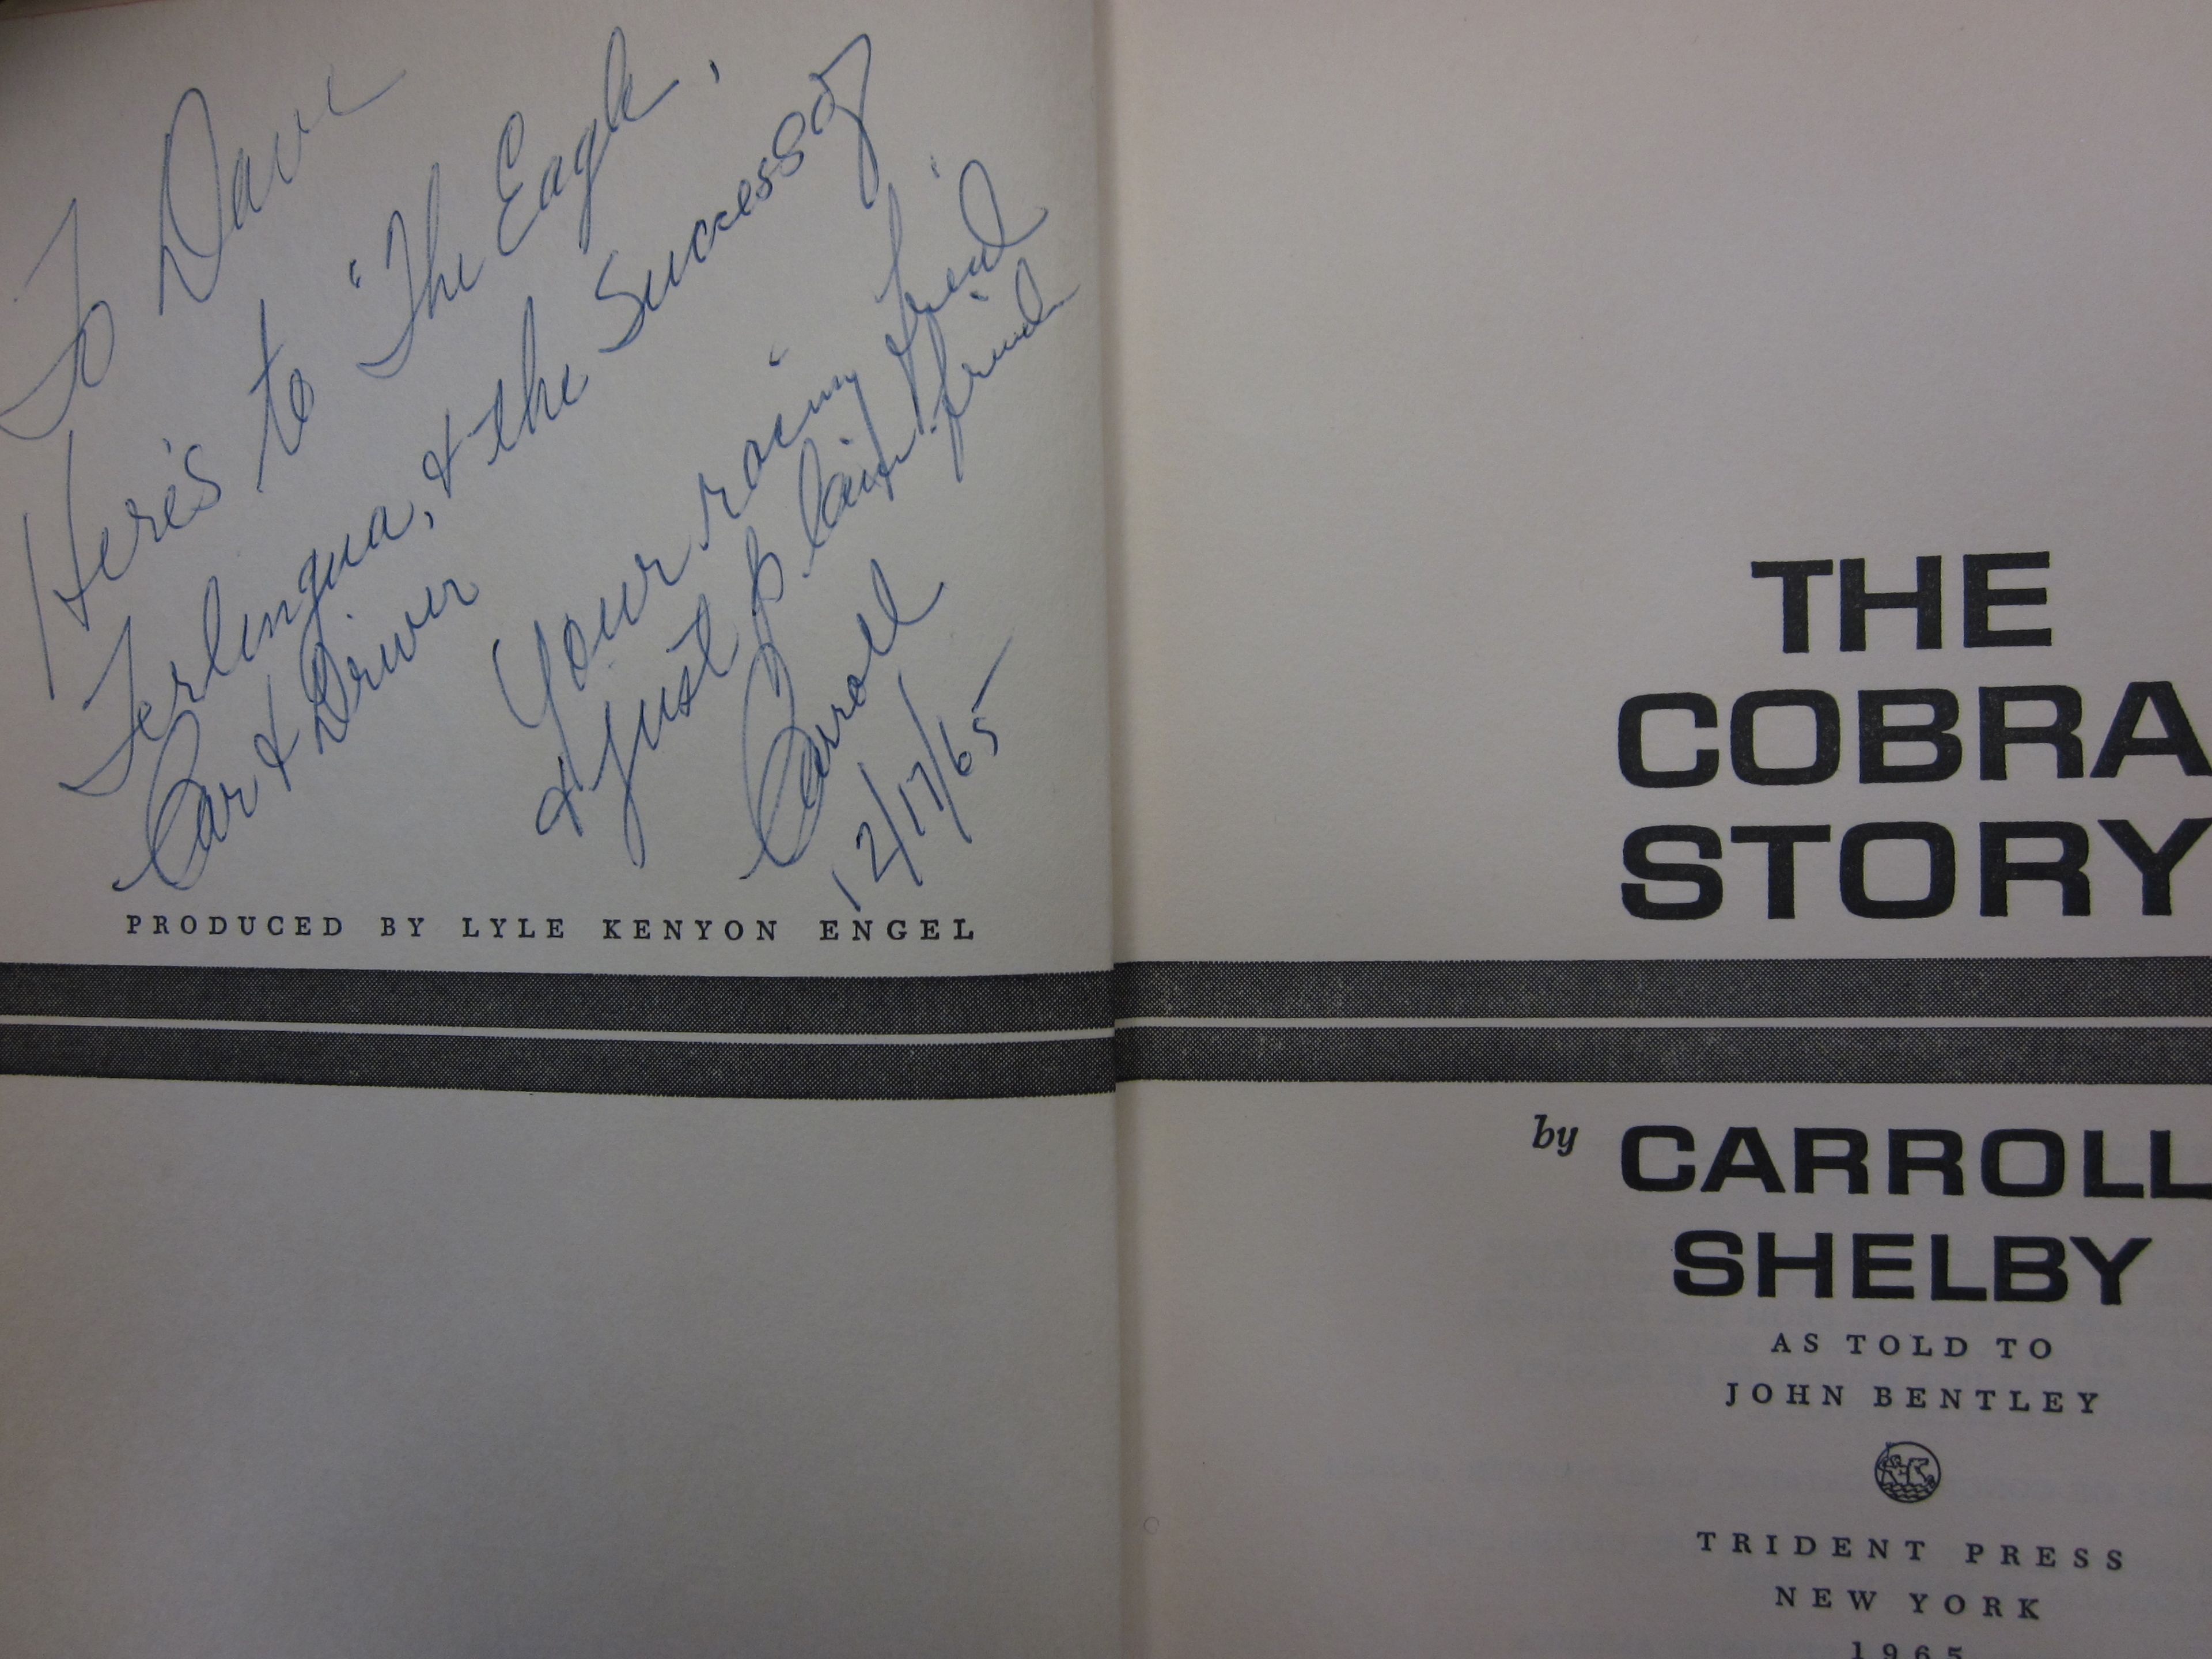 To Dave
Here's to "The Eagle,
Terlingua, & the Success of
Car & Driver
Your racing friend
& just plain friend
Carroll
12/17/65
PRODUCED BY LYLE KENYON ENGEL
THE
COBRA
STORY
by CARROLL
SHELBY
AS TOLD TO
JOHN BENTLEY
TRIDENT PRESS
NEW YORK
1965